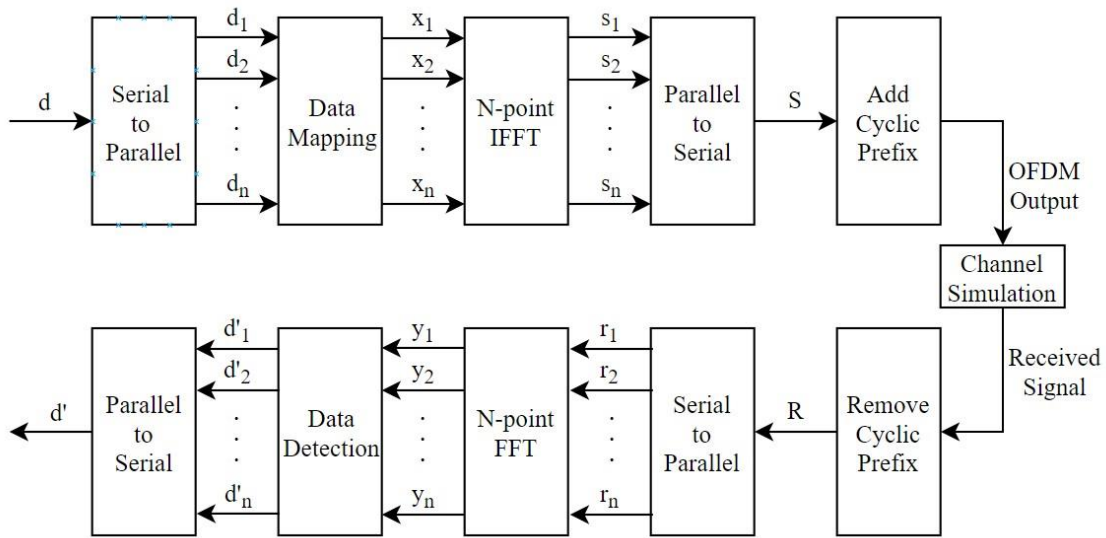 d
Serial
to
Parallel
d1
d2
dn
Data
Mapping
x1
x2
xn
N-point
IFFT
s1
s2
sn
Parallel
to
Serial
S
Add
Cyclic
Prefix
OFDM
Output
Channel
Simulation
Received
Signal
Remove
Cyclic
Prefix
R
Serial
to
Parallel
r1
r2
rn
N-point
FFT
y1
y2
yn
Data
Detection
d'1
d'2
d'n
Parallel
to
Serial
d'